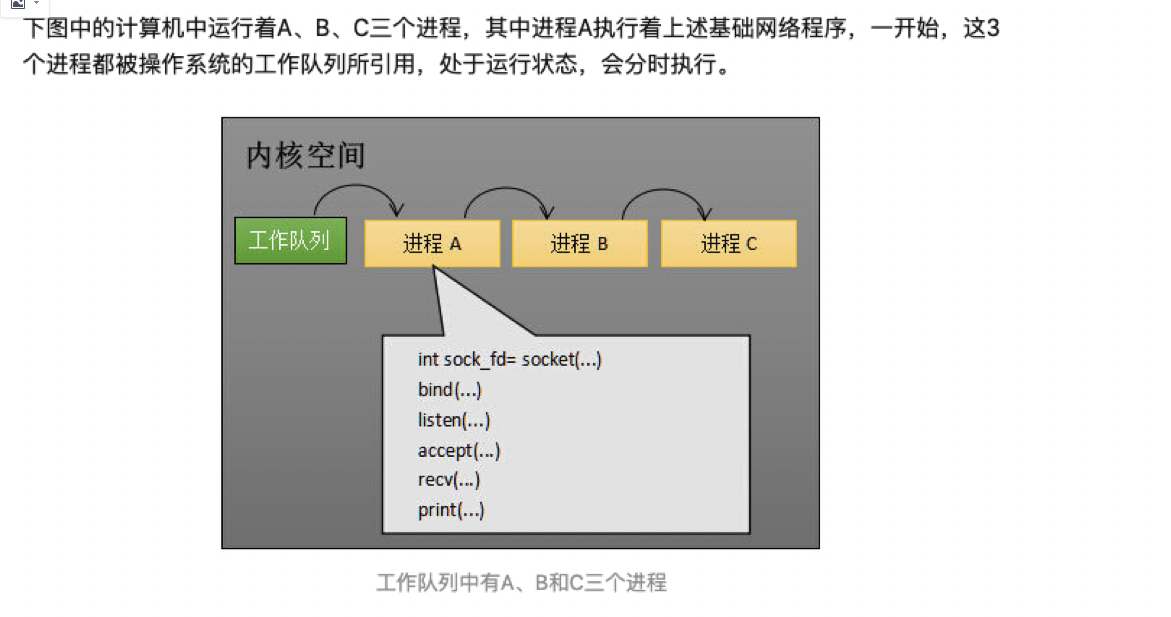 下图中的计算机中运行着A、B、C三个进程，其中进程A执行着上述基础网络程序，一开始，这3
个进程都被操作系统的工作队列所引用，处于运行状态，会分时执行。
内核空间
工作队列
进程 A
进程 B
进程 C
int sock_fd= socket(...)
bind(...)
listen(...)
accept(...)
recv(...)
print(...)
工作队列中有A、B和C三个进程